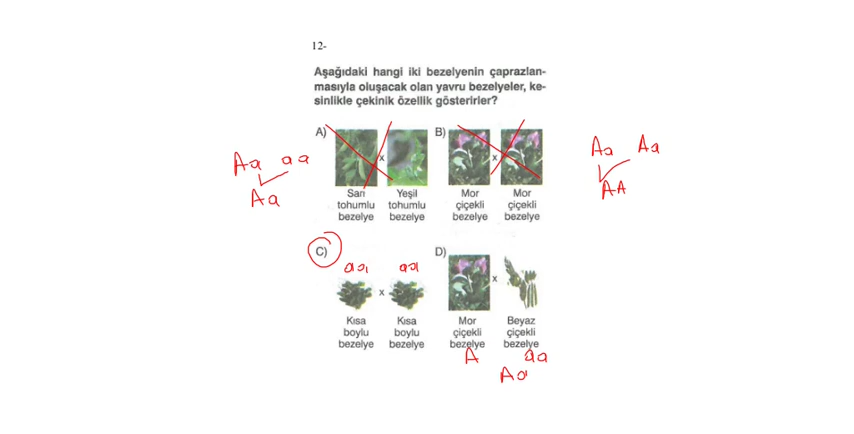 12-
Aşağıdaki hangi iki bezelyenin çaprazlan-
masıyla oluşacak olan yavru bezelyeler, ke-
sinlikle çekinik özellik gösterirler?
A)
x
B)
x
Aa aa
Aa
Aa Aa
AA
Sarı tohumlu bezelye
Yeşil tohumlu bezelye
Mor çiçekli bezelye
Mor çiçekli bezelye
C)
aa aa
x
D)
x
Kısa boylu bezelye
Kısa boylu bezelye
Mor çiçekli bezelye
Beyaz çiçekli bezelye
A aa
Aa